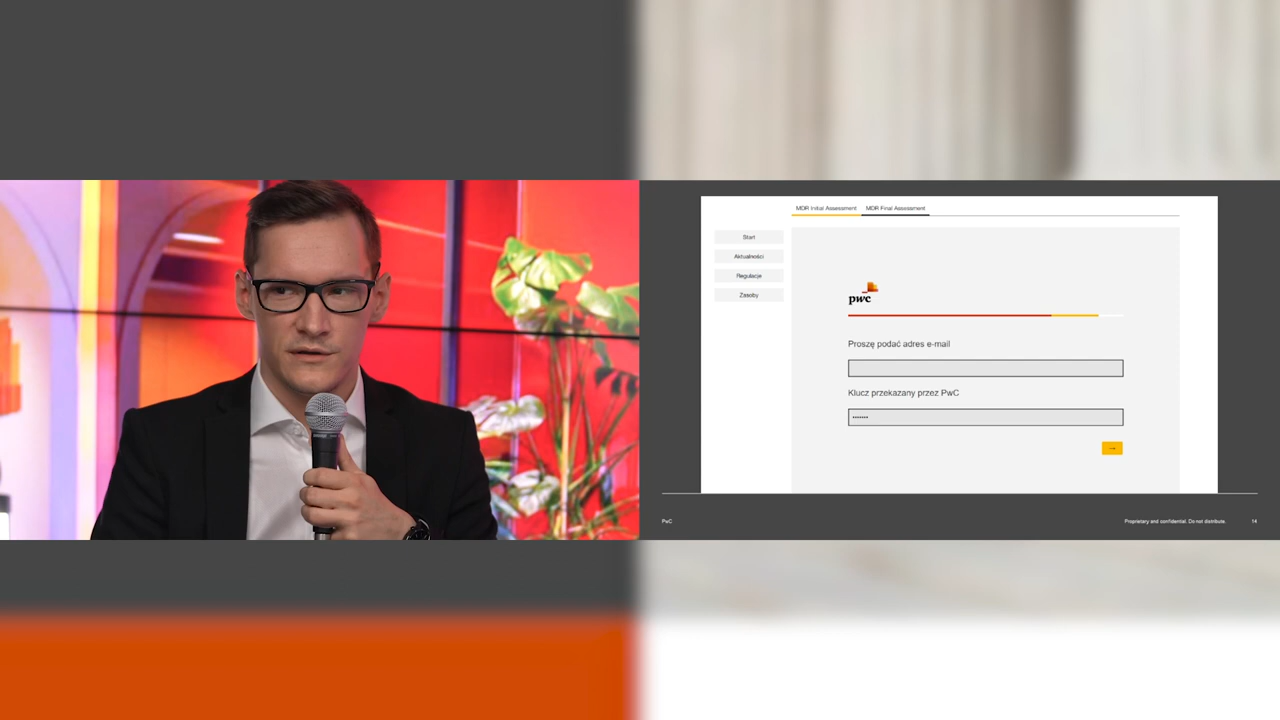 MDR Initial Assessment MDR Final Assessment
Start
Aktualności
Regulacje
Zasoby
pwc
Proszę podać adres e-mail
Klucz przekazany przez PwC
•••••••
→
PwC Proprietary and confidential. Do not distribute. 14